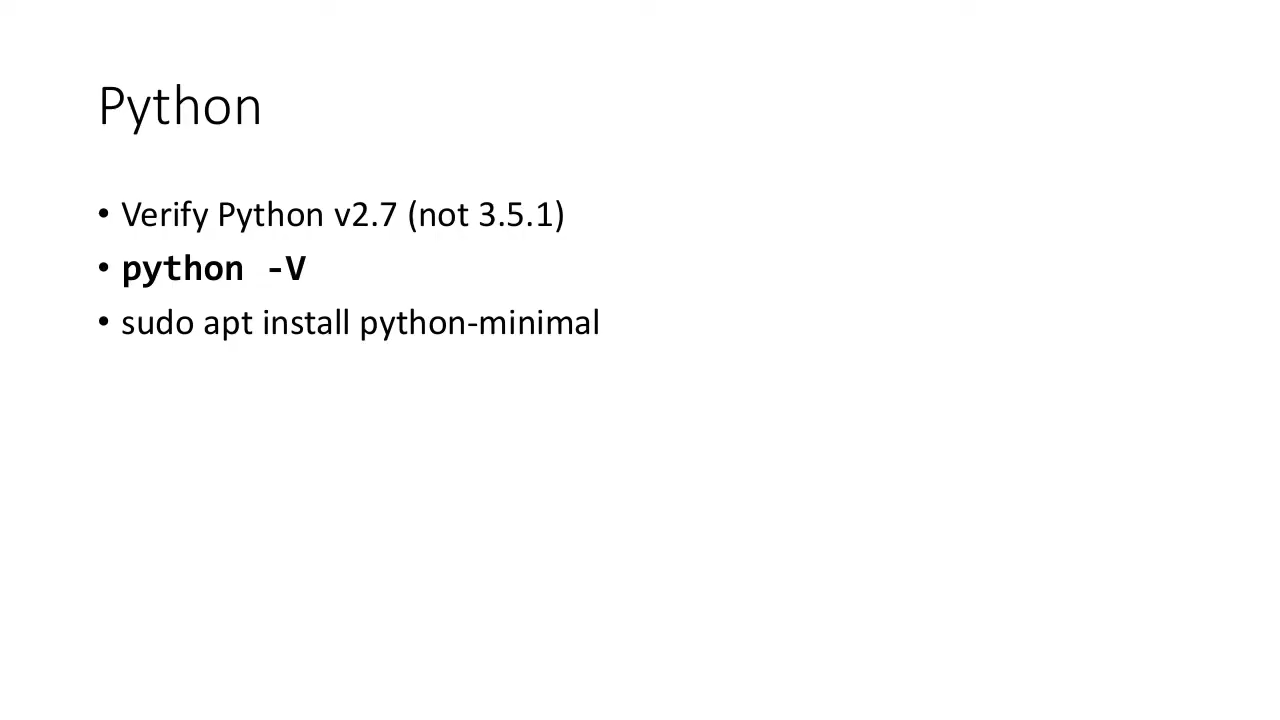 Python
• Verify Python v2.7 (not 3.5.1)
• python -V
• sudo apt install python-minimal